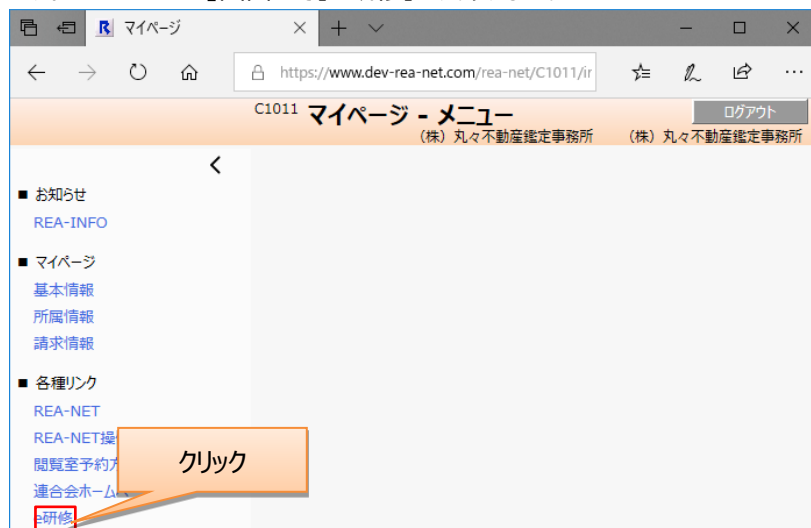 マイページ
https://www.dev-rea-net.com/rea-net/C1011/ir
C1011 マイページ - メニュー
ログアウト
(株) 丸々不動産鑑定事務所 (株) 丸々不動産鑑定事務所
■ お知らせ
REA-INFO
■ マイページ
基本情報
所属情報
請求情報
■ 各種リンク
REA-NET
REA-NET操
閲覧室予約方
連合会ホーム
e研修
クリック